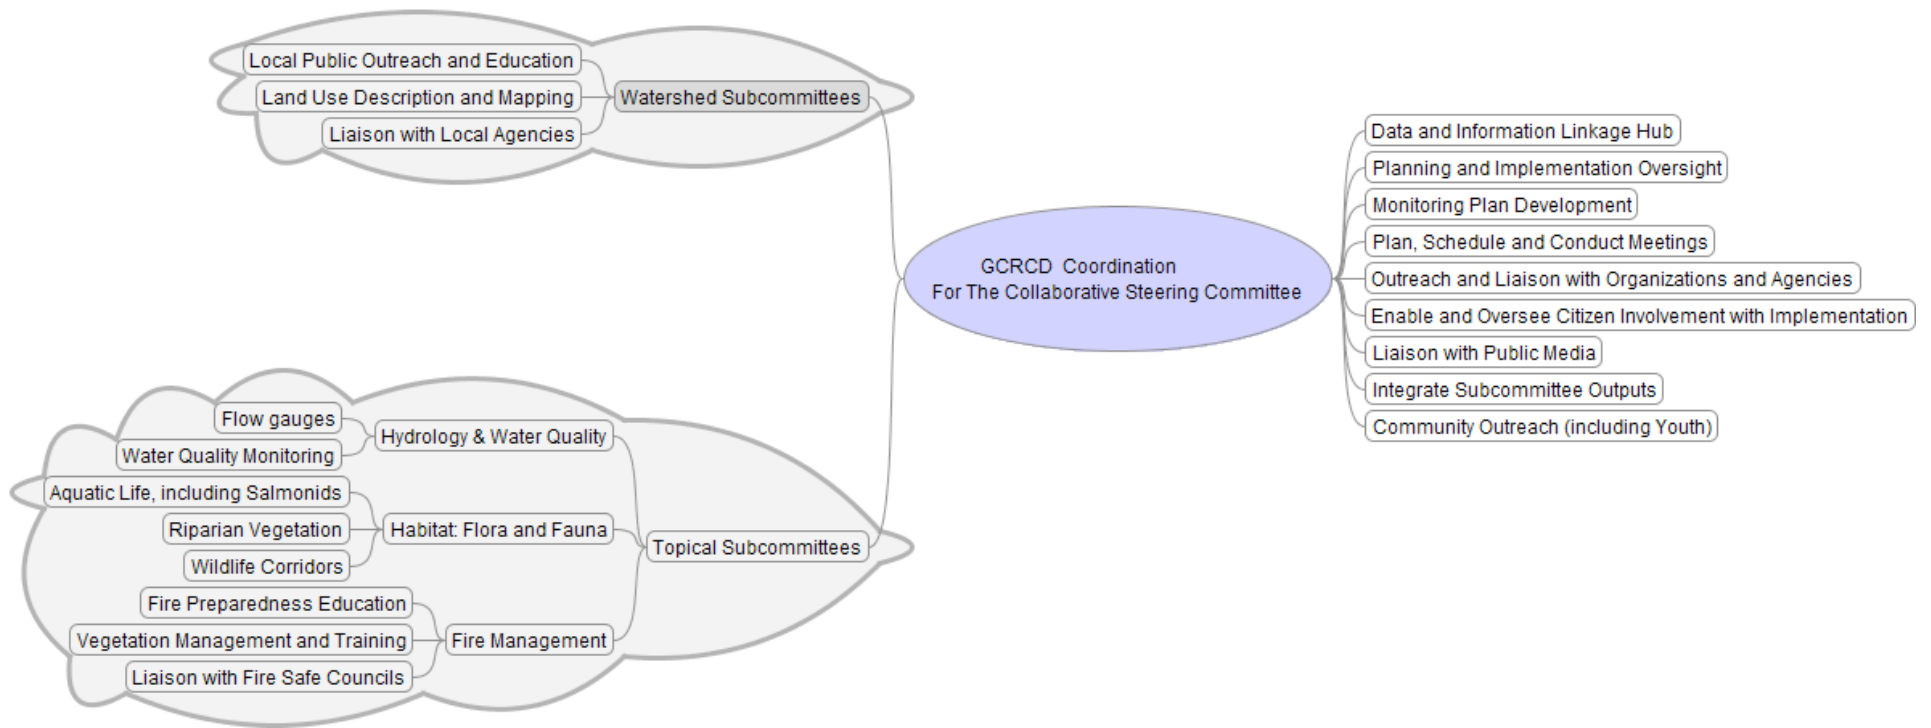 Local Public Outreach and Education
Land Use Description and Mapping
Liaison with Local Agencies
Watershed Subcommittees
Flow gauges
Water Quality Monitoring
Hydrology & Water Quality
Aquatic Life, including Salmonids
Riparian Vegetation
Wildlife Corridors
Habitat: Flora and Fauna
Fire Preparedness Education
Vegetation Management and Training
Liaison with Fire Safe Councils
Fire Management
Topical Subcommittees
GCRCD Coordination
For The Collaborative Steering Committee
Data and Information Linkage Hub
Planning and Implementation Oversight
Monitoring Plan Development
Plan, Schedule and Conduct Meetings
Outreach and Liaison with Organizations and Agencies
Enable and Oversee Citizen Involvement with Implementation
Liaison with Public Media
Integrate Subcommittee Outputs
Community Outreach (including Youth)